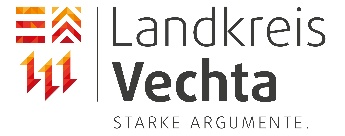 Landkreis
Vechta
STARKE ARGUMENTE.